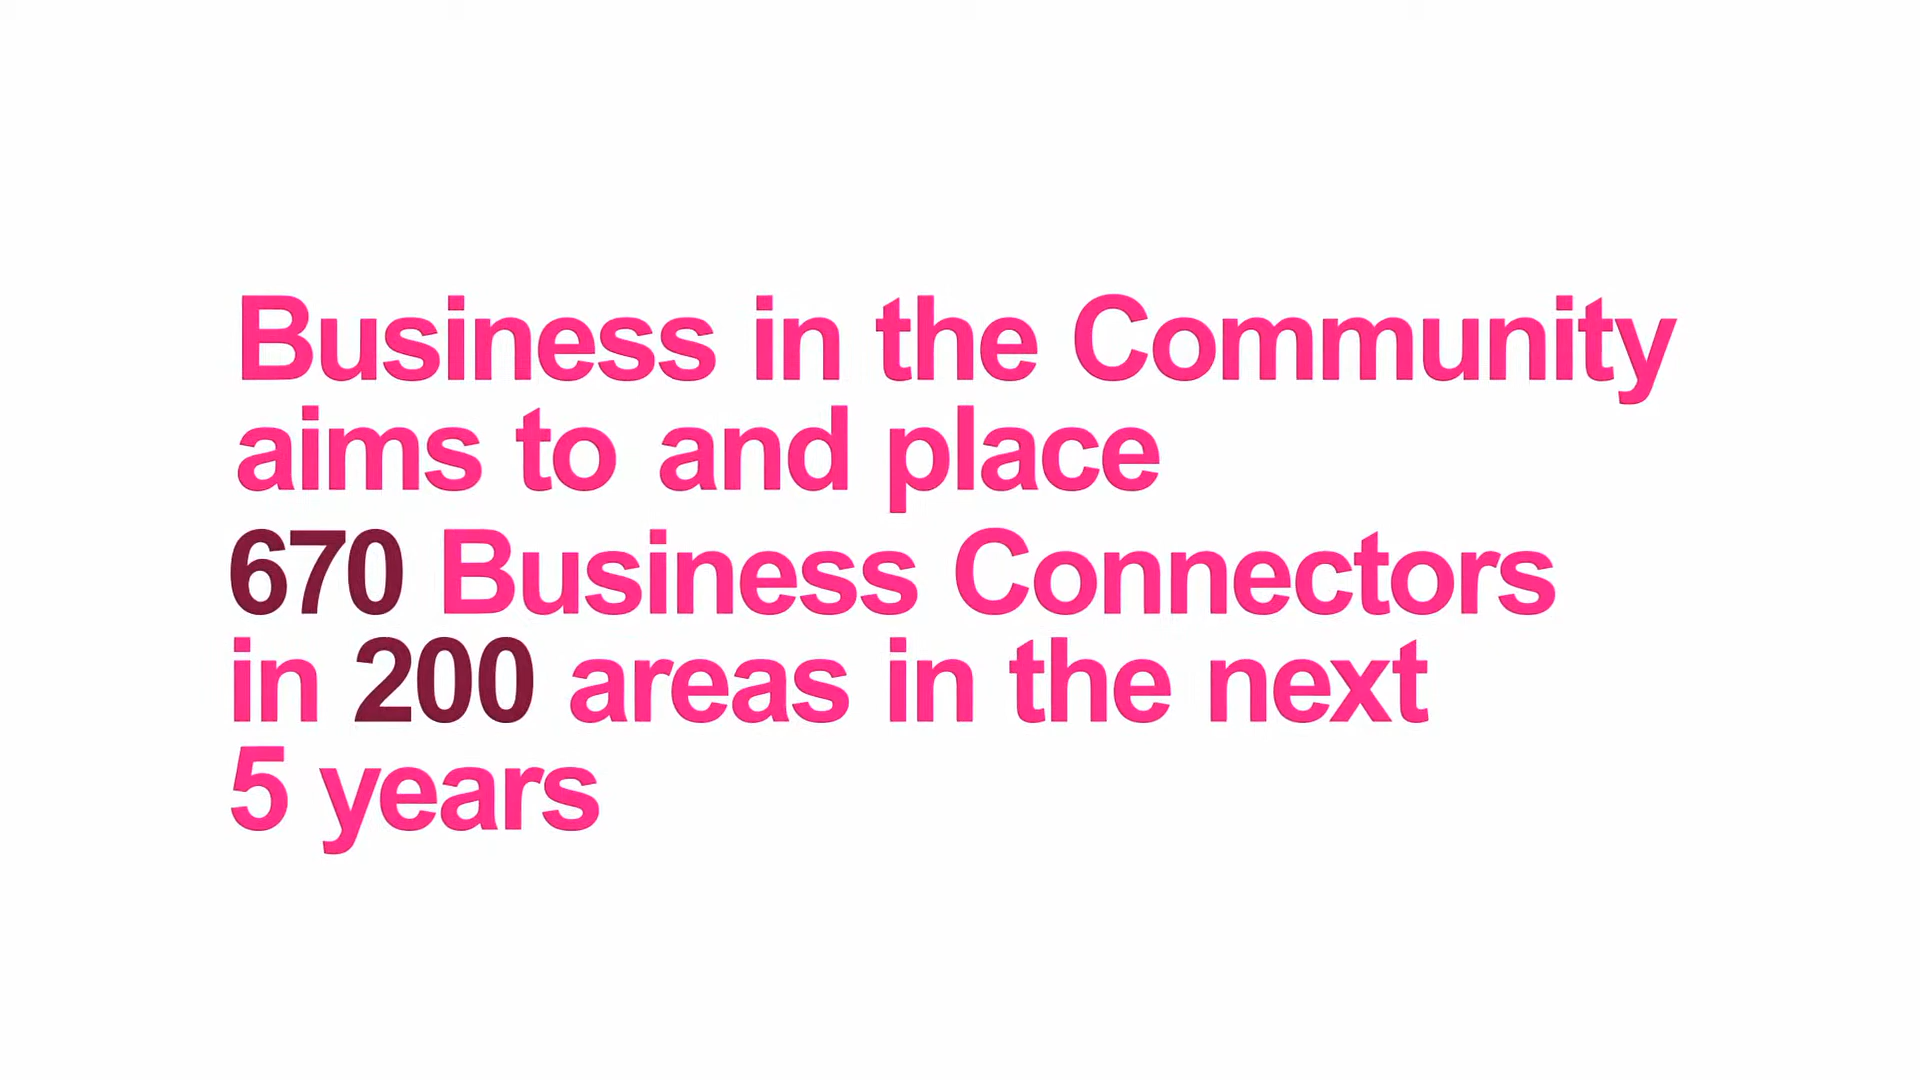 Business in the Community
aims to and place
670 Business Connectors
in 200 areas in the next
5 years